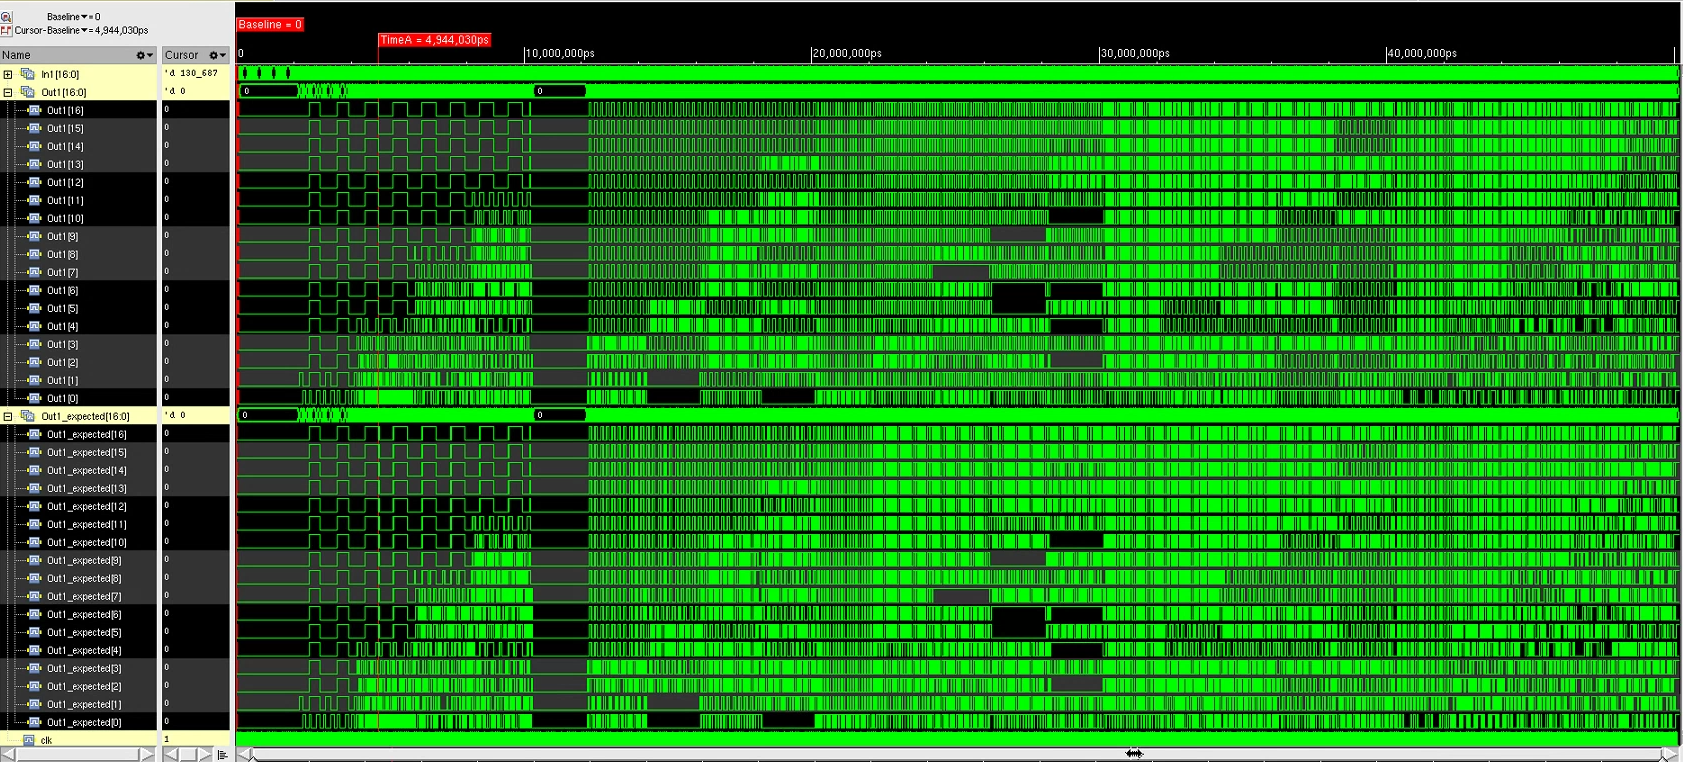 Baseline▾=0
Cursor-Baseline▾=4,944,030ps
Baseline = 0
TimeA = 4,944,030ps
Name Cursor 0 10,000,000ps 20,000,000ps 30,000,000ps 40,000,000ps
In1[16:0] 'd 130_687
Out1[16:0] 'd 0 0 0
Out1[16] 0
Out1[15] 0
Out1[14] 0
Out1[13] 0
Out1[12] 0
Out1[11] 0
Out1[10] 0
Out1[9] 0
Out1[8] 0
Out1[7] 0
Out1[6] 0
Out1[5] 0
Out1[4] 0
Out1[3] 0
Out1[2] 0
Out1[1] 0
Out1[0] 0
Out1_expected[16:0] 'd 0 0 0
Out1_expected[16] 0
Out1_expected[15] 0
Out1_expected[14] 0
Out1_expected[13] 0
Out1_expected[12] 0
Out1_expected[11] 0
Out1_expected[10] 0
Out1_expected[9] 0
Out1_expected[8] 0
Out1_expected[7] 0
Out1_expected[6] 0
Out1_expected[5] 0
Out1_expected[4] 0
Out1_expected[3] 0
Out1_expected[2] 0
Out1_expected[1] 0
Out1_expected[0] 0
clk 1